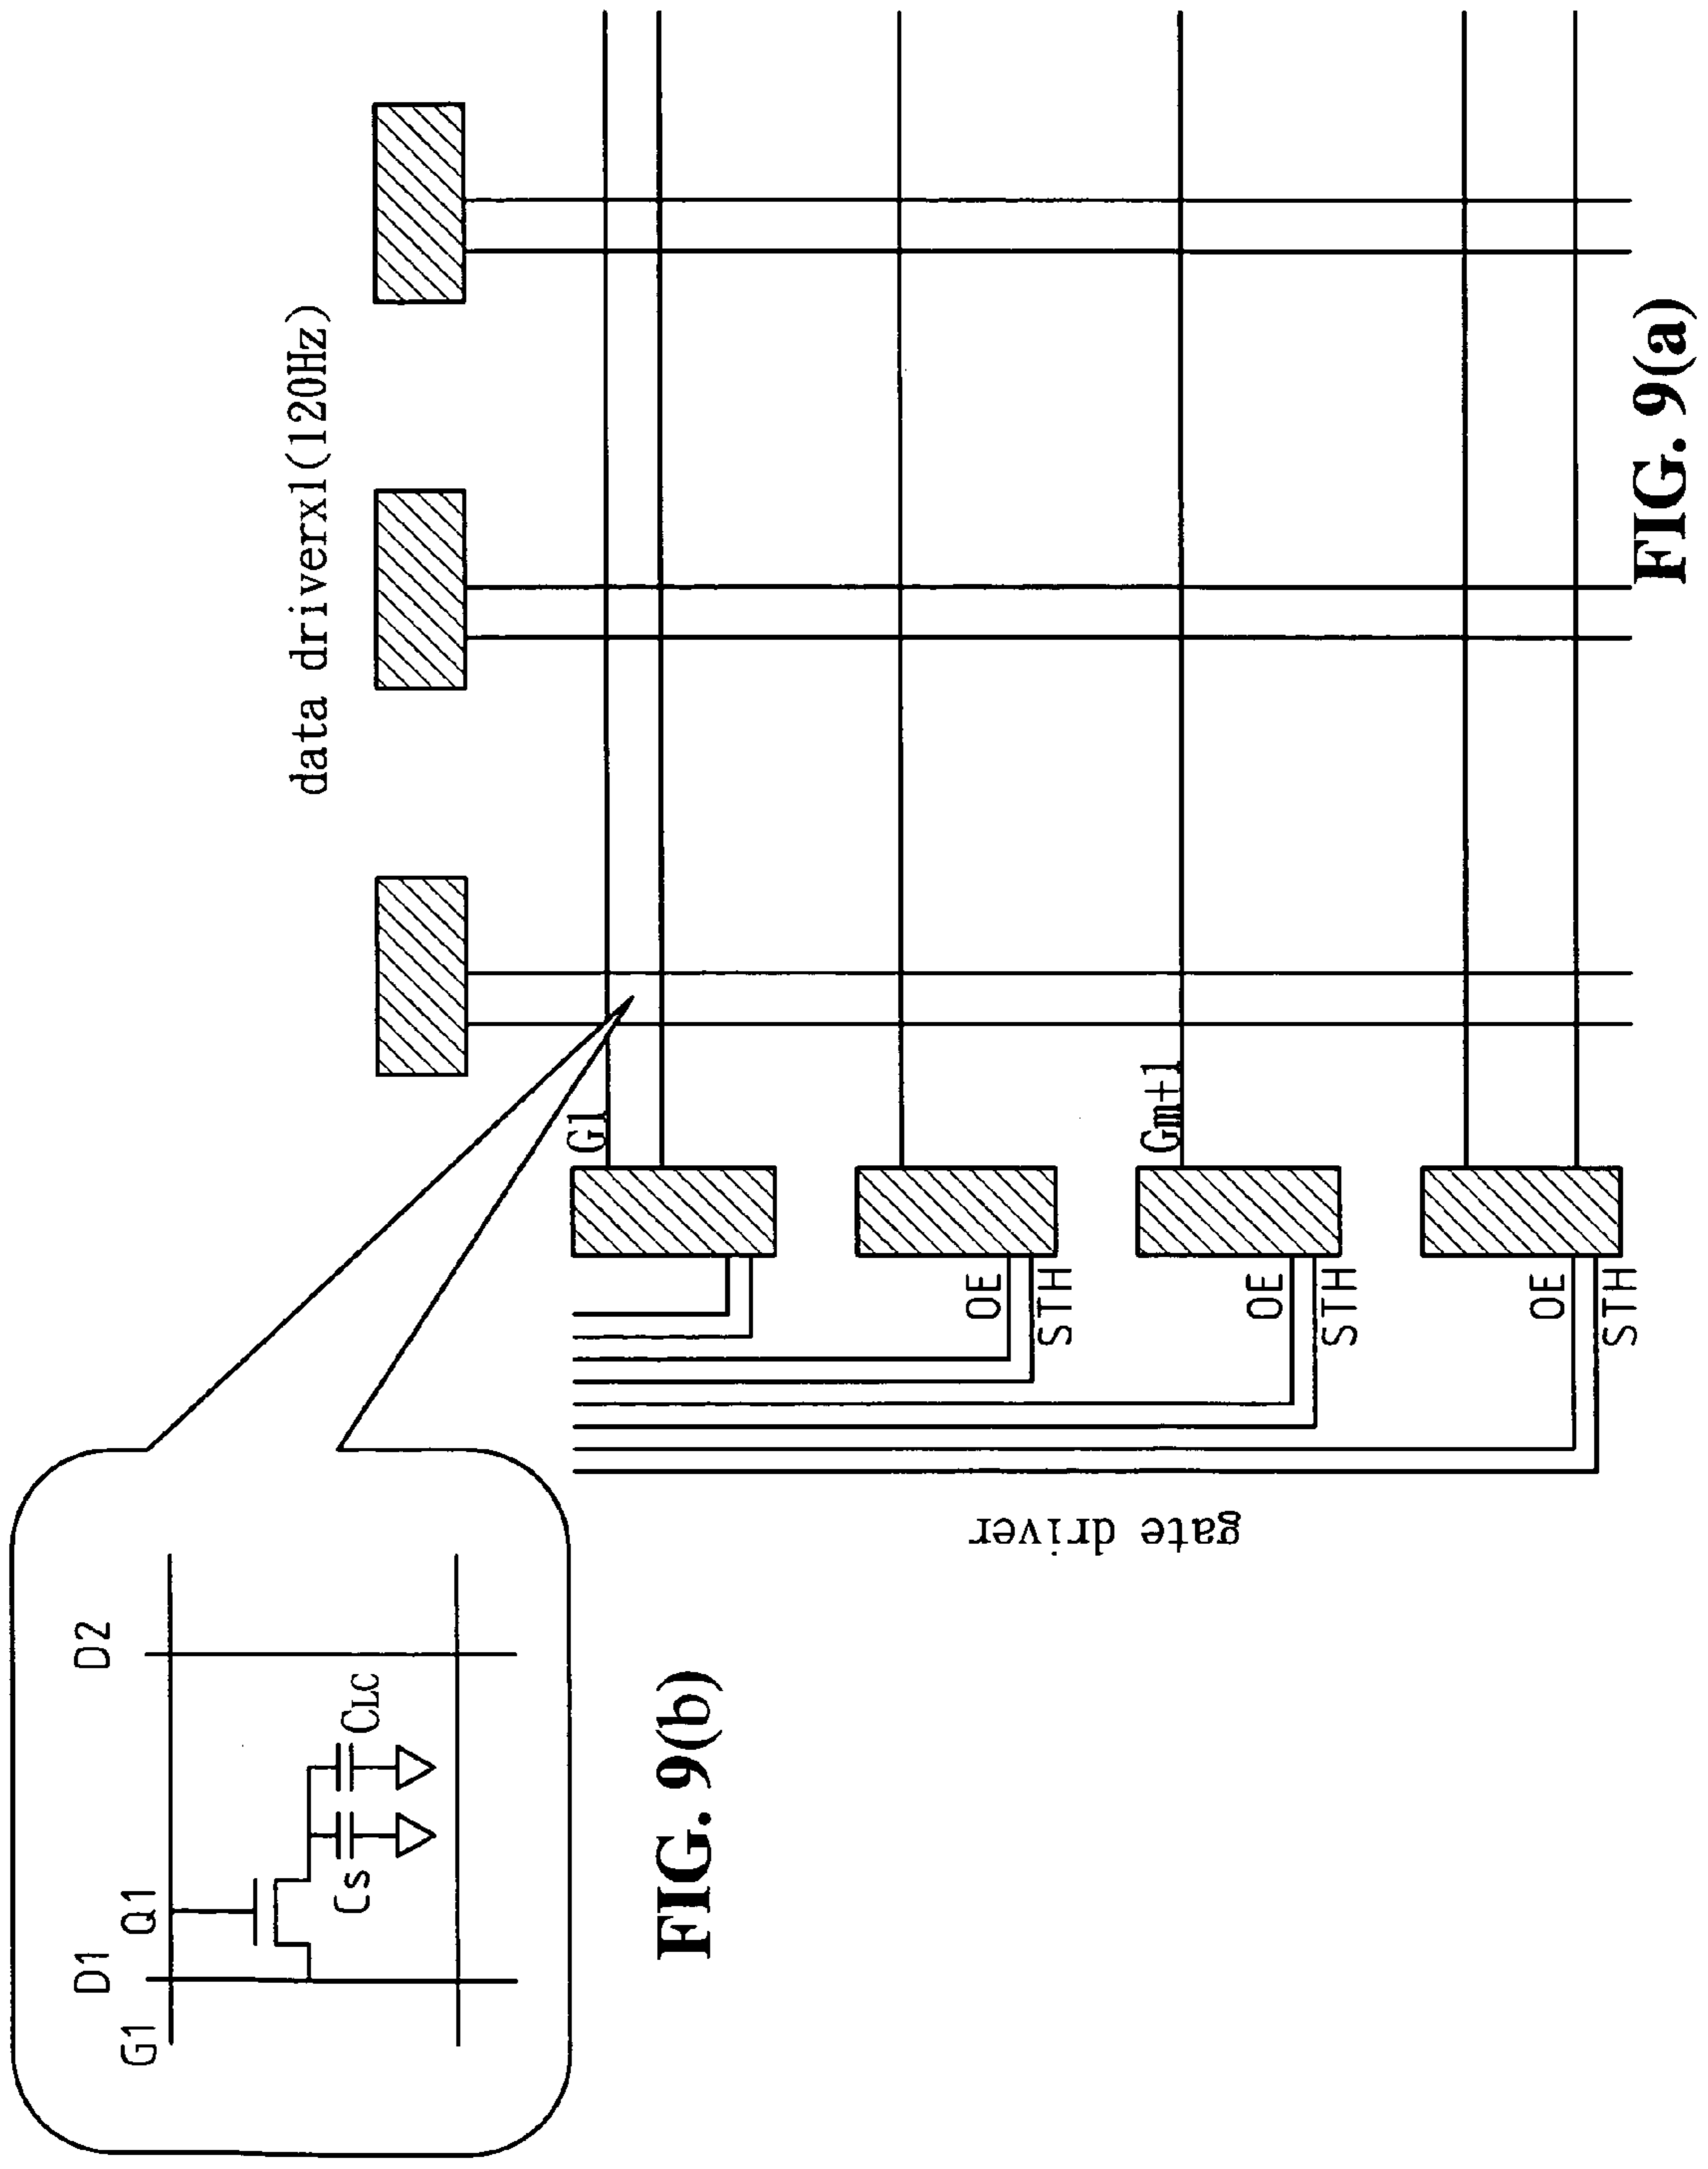 data driverx1(120Hz)
G1
Gm+1
OE
STH
OE
STH
OE
STH
gate driver
FIG. 9(a)
D1
D2
G1
Q1
Cs
CLC
FIG. 9(b)